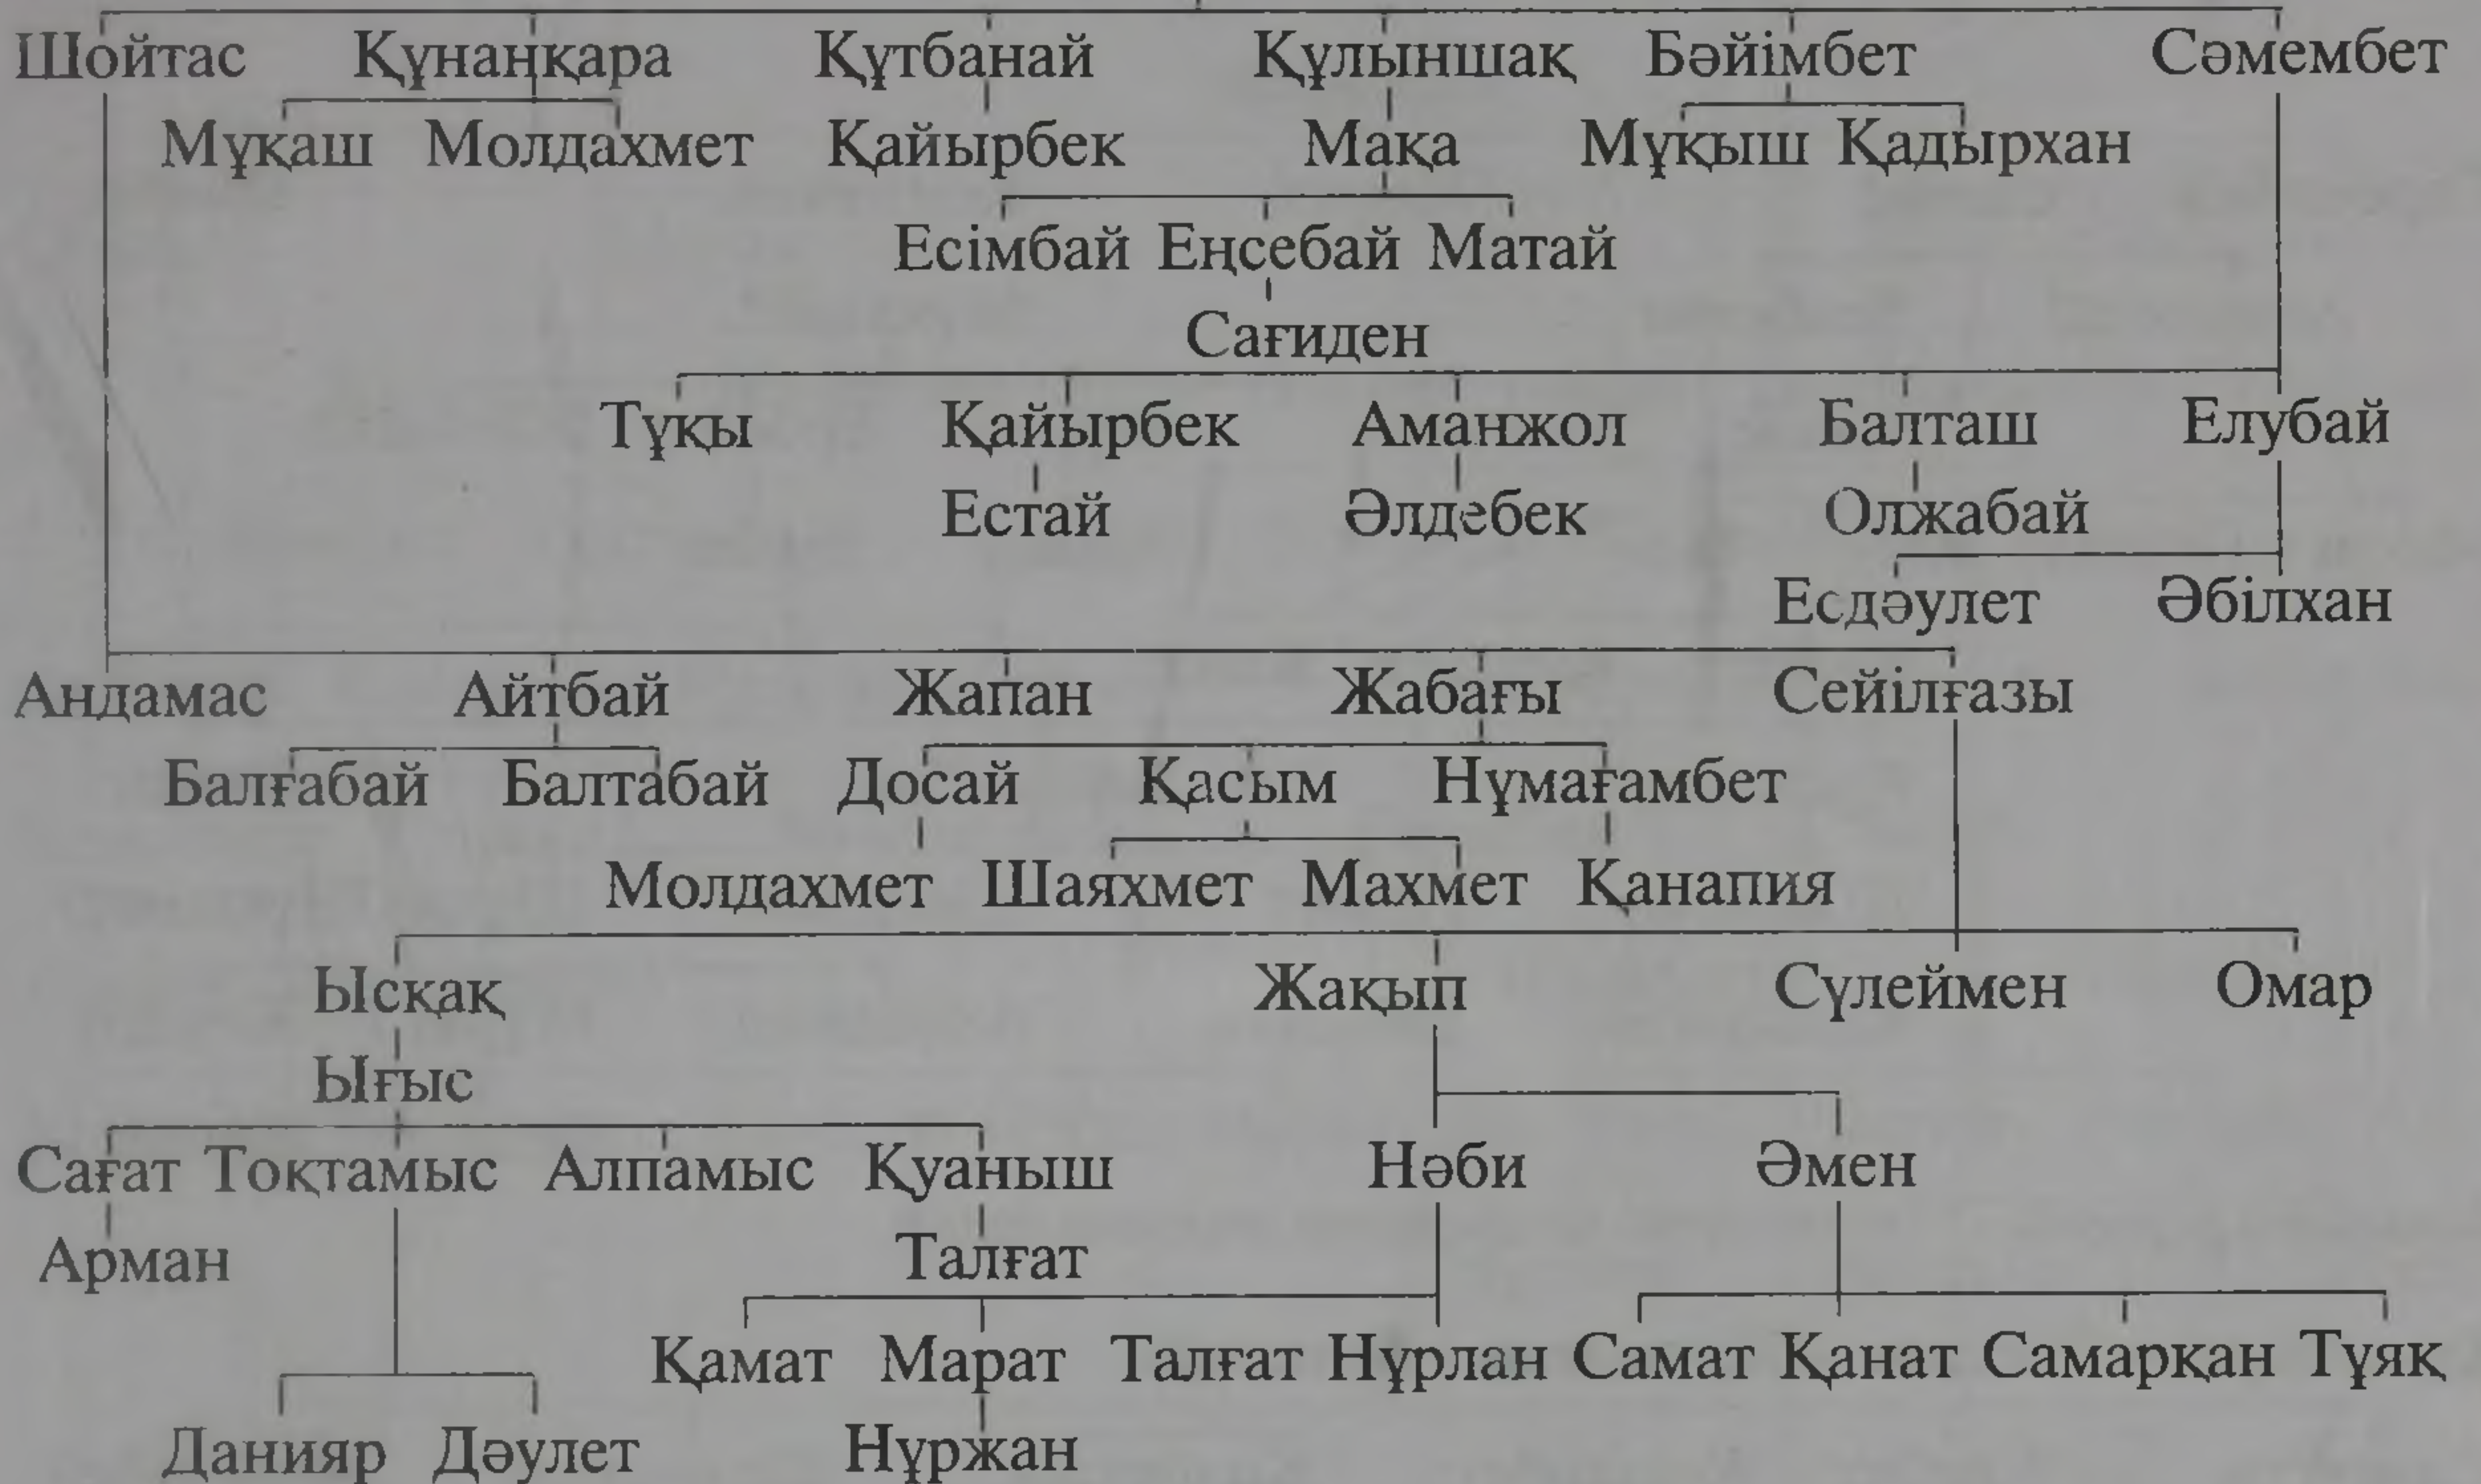 Шойтас Құнанқара Құтбанай Құлыншақ Бәйімбет Сәмембет
Мұқаш Молдахмет Қайырбек Мақа Мұқыш Қадырхан
Есімбай Еңсебай Матай
Сағиден
Тұқы Қайырбек Аманжол Балташ Елубай
Естай Әлдебек Олжабай
Есдәулет Әбілхан
Андамас Айтбай Жапан Жабағы Сейілғазы
Балғабай Балтабай Досай Қасым Нұмағамбет
Молдахмет Шаяхмет Махмет Қанапия
Ысқақ Жақып Сүлеймен Омар
Ығыс
Сағат Тоқтамыс Алпамыс Қуаныш Нәби Әмен
Арман Талғат
Қамат Марат Талғат Нұрлан Самат Қанат Самарқан Тұяқ
Данияр Дәулет Нұржан